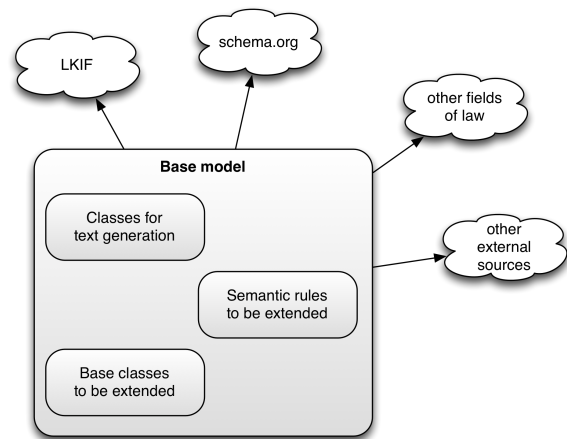 schema.org
LKIF
other fields
of law
Base model
Classes for
text generation
other
external
sources
Semantic rules
to be extended
Base classes
to be extended